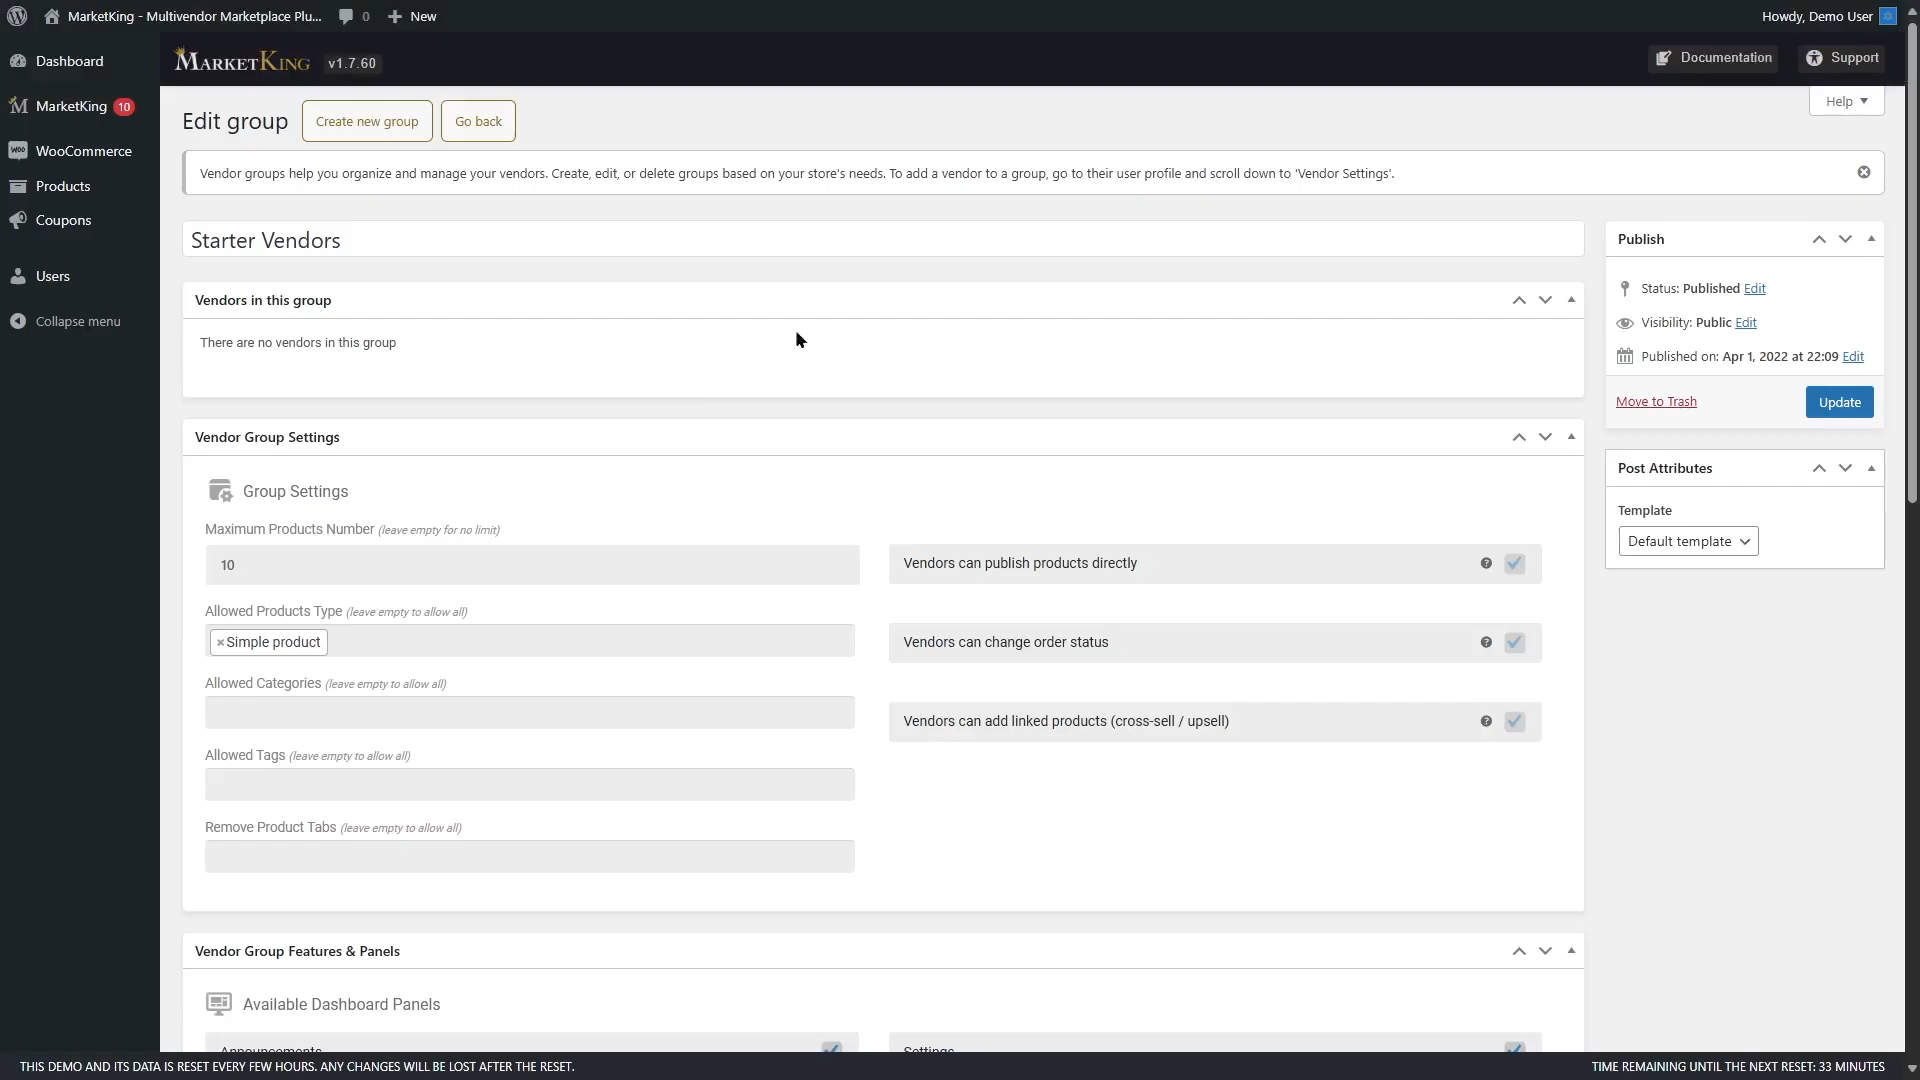 MarketKing - Multivendor Marketplace Plu... 0 New Howdy, Demo User
MARKETKING v1.7.60 Documentation Support
Dashboard
MarketKing 10
WooCommerce
Products
Coupons
Users
Collapse menu
Help
Edit group Create new group Go back
Vendor groups help you organize and manage your vendors. Create, edit, or delete groups based on your store's needs. To add a vendor to a group, go to their user profile and scroll down to 'Vendor Settings'.
Starter Vendors
Vendors in this group
There are no vendors in this group
Vendor Group Settings
Group Settings
Maximum Products Number (leave empty for no limit)
10
Allowed Products Type (leave empty to allow all)
×Simple product
Allowed Categories (leave empty to allow all)
Allowed Tags (leave empty to allow all)
Remove Product Tabs (leave empty to allow all)
Vendors can publish products directly
Vendors can change order status
Vendors can add linked products (cross-sell / upsell)
Vendor Group Features & Panels
Available Dashboard Panels
Announcements
Settings
Publish
Status: Published Edit
Visibility: Public Edit
Published on: Apr 1, 2022 at 22:09 Edit
Move to Trash Update
Post Attributes
Template
Default template
THIS DEMO AND ITS DATA IS RESET EVERY FEW HOURS. ANY CHANGES WILL BE LOST AFTER THE RESET.
TIME REMAINING UNTIL THE NEXT RESET: 33 MINUTES